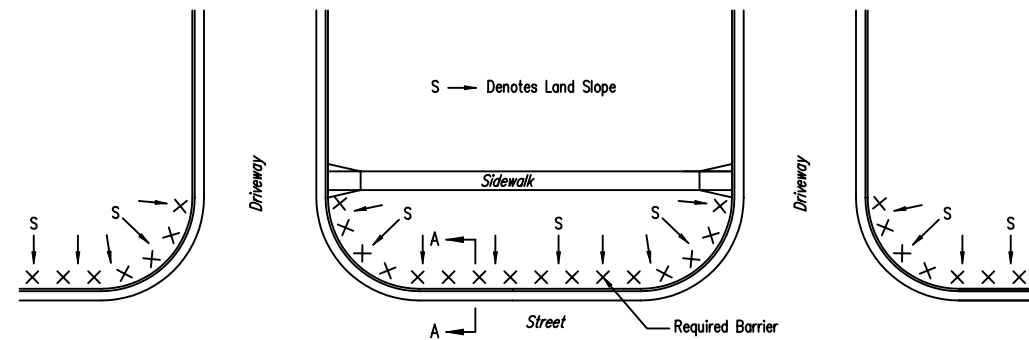 S → Denotes Land Slope
Driveway
Driveway
Sidewalk
S
S
S
S
S
S
S
A
A
Street
Required Barrier